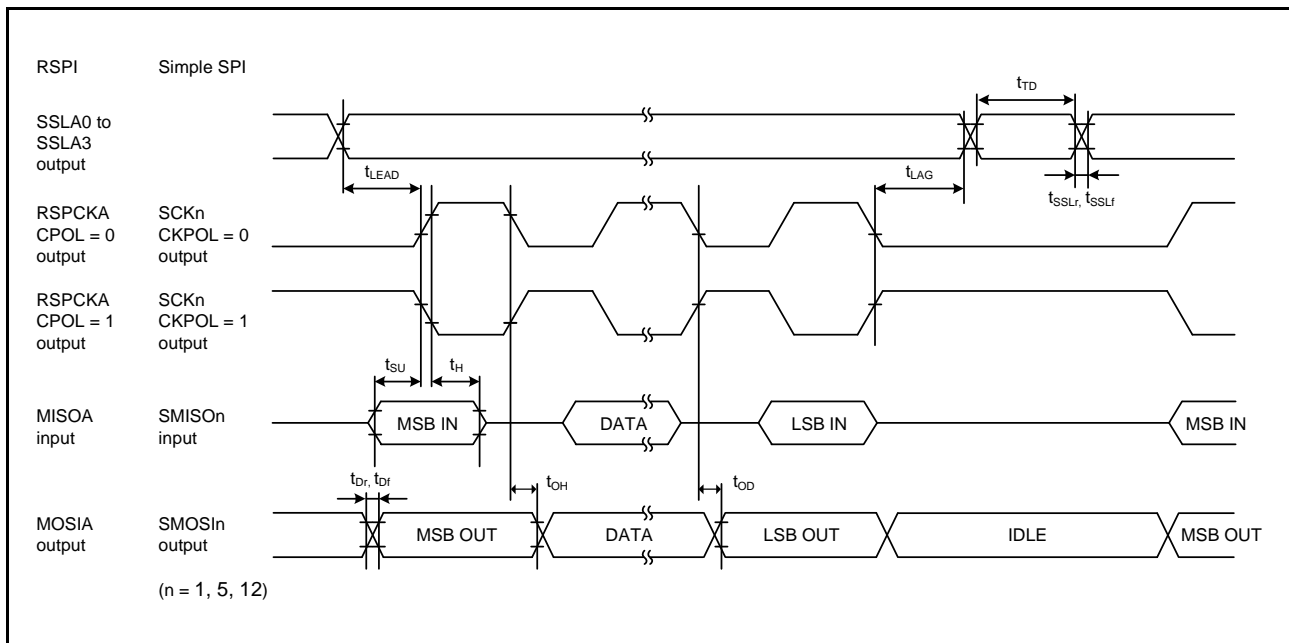 RSPI Simple SPI
tTD
SSLA0 to
SSLA3
output
tLEAD
tLAG
tSSLr, tSSLf
RSPCKA SCKn
CPOL = 0 CKPOL = 0
output output
RSPCKA SCKn
CPOL = 1 CKPOL = 1
output output
tSU tH
MISOA SMISOn
input input
MSB IN DATA LSB IN MSB IN
tDr, tDf tOH tOD
MOSIA SMOSIn
output output
MSB OUT DATA LSB OUT IDLE MSB OUT
(n = 1, 5, 12)